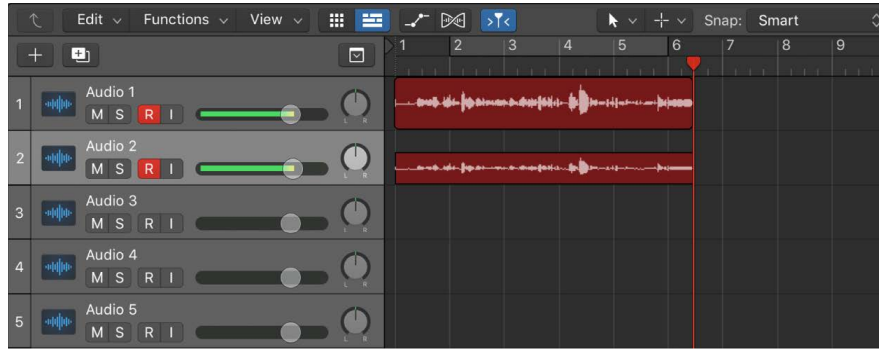 Edit Functions View Snap: Smart
1 2 3 4 5 6 7 8 9
1 Audio 1
M S R I L R
2 Audio 2
M S R I L R
3 Audio 3
M S R I L R
4 Audio 4
M S R I L R
5 Audio 5
M S R I L R